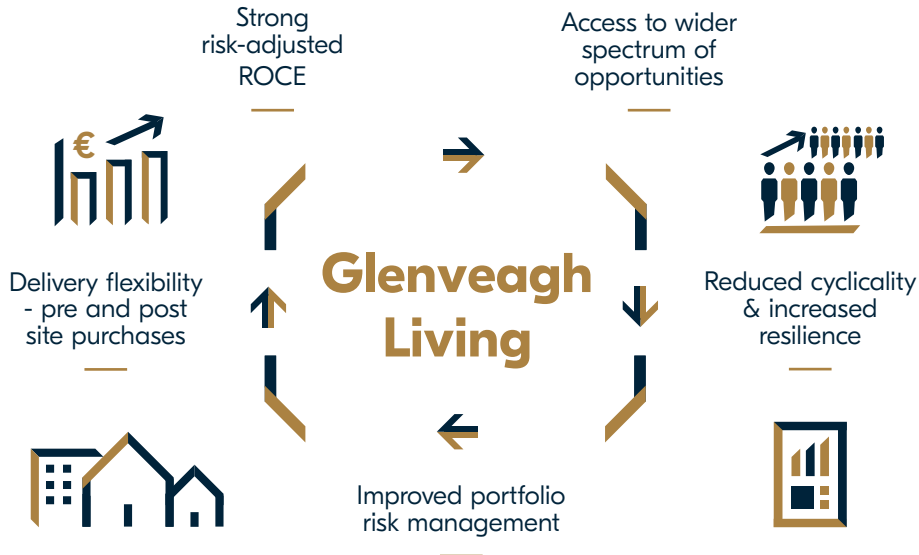 Strong
risk-adjusted
ROCE
Access to wider
spectrum of
opportunities
€
Delivery flexibility
- pre and post
site purchases
Glenveagh
Living
Reduced cyclicality
& increased
resilience
Improved portfolio
risk management